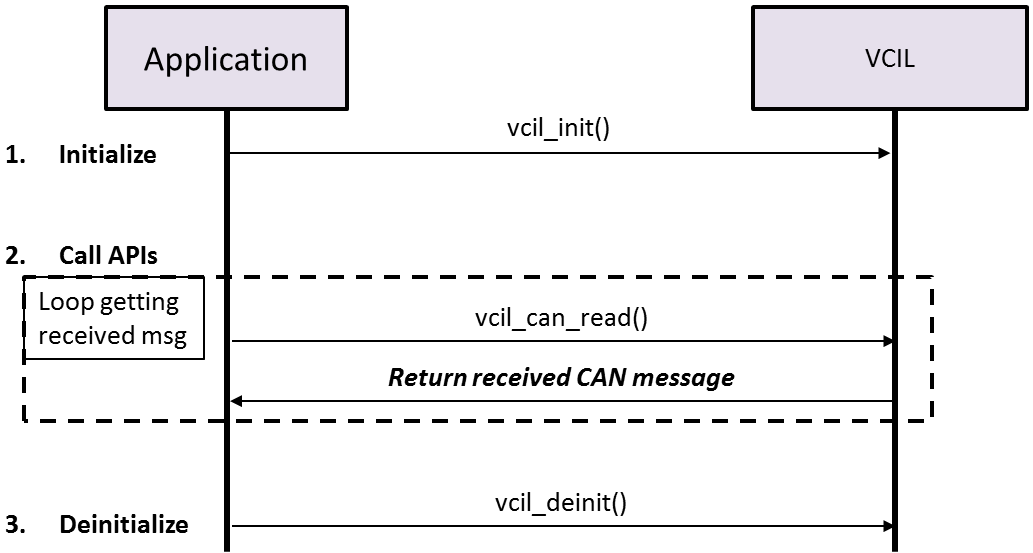 Application
VCIL
vcil_init()
1. Initialize
2. Call APIs
Loop getting
received msg
vcil_can_read()
Return received CAN message
vcil_deinit()
3. Deinitialize